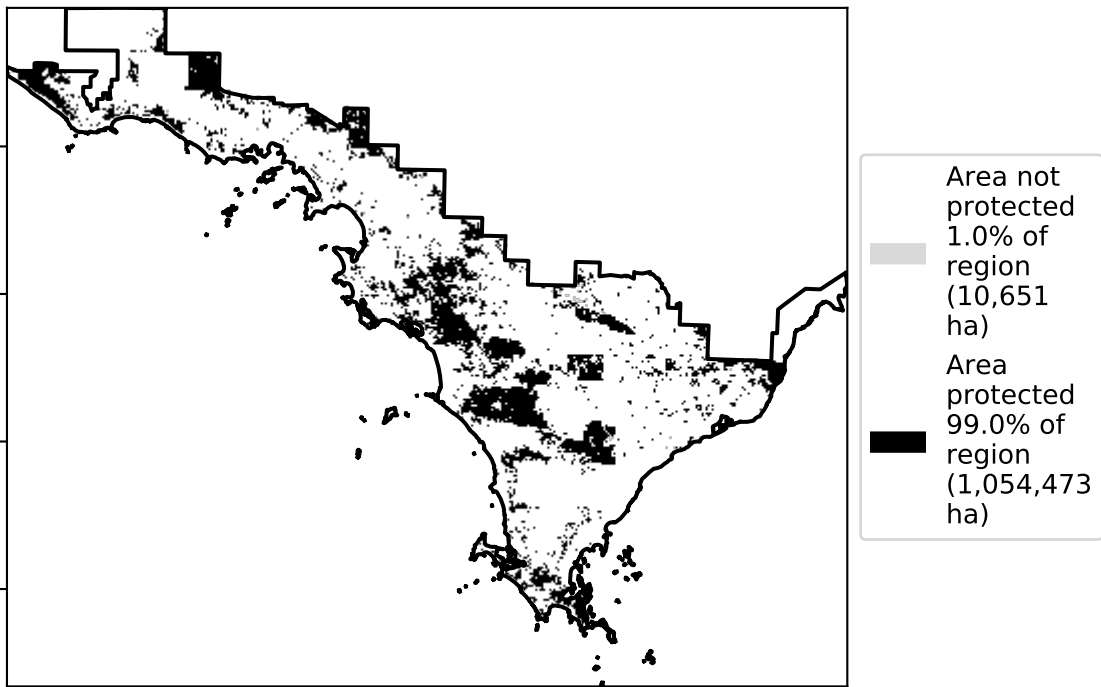 Area not
protected
1.0% of
region
(10,651
ha)
Area
protected
99.0% of
region
(1,054,473
ha)